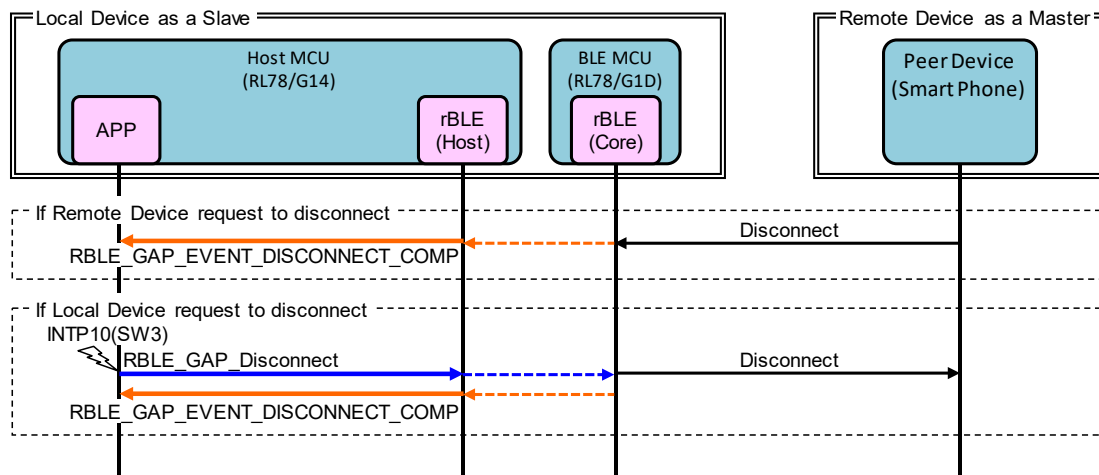 Local Device as a Slave
Remote Device as a Master
Host MCU
(RL78/G14)
BLE MCU
(RL78/G1D)
Peer Device
(Smart Phone)
APP
rBLE
(Host)
rBLE
(Core)
If Remote Device request to disconnect
Disconnect
RBLE_GAP_EVENT_DISCONNECT_COMP
If Local Device request to disconnect
INTP10(SW3)
RBLE_GAP_Disconnect
Disconnect
RBLE_GAP_EVENT_DISCONNECT_COMP